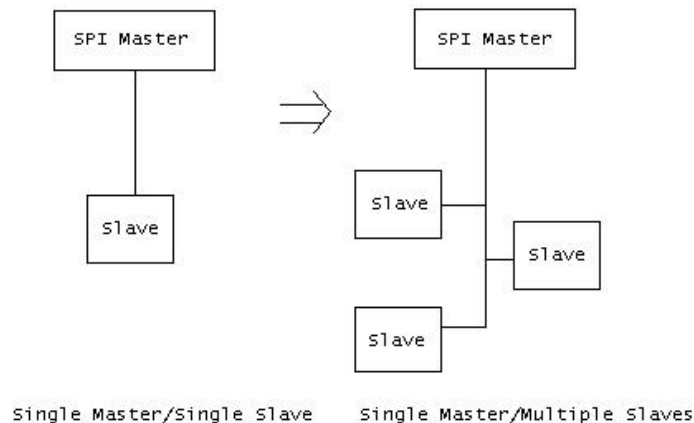 SPI Master
Slave
SPI Master
Slave
Slave
Slave
Single Master/Single Slave
Single Master/Multiple Slaves